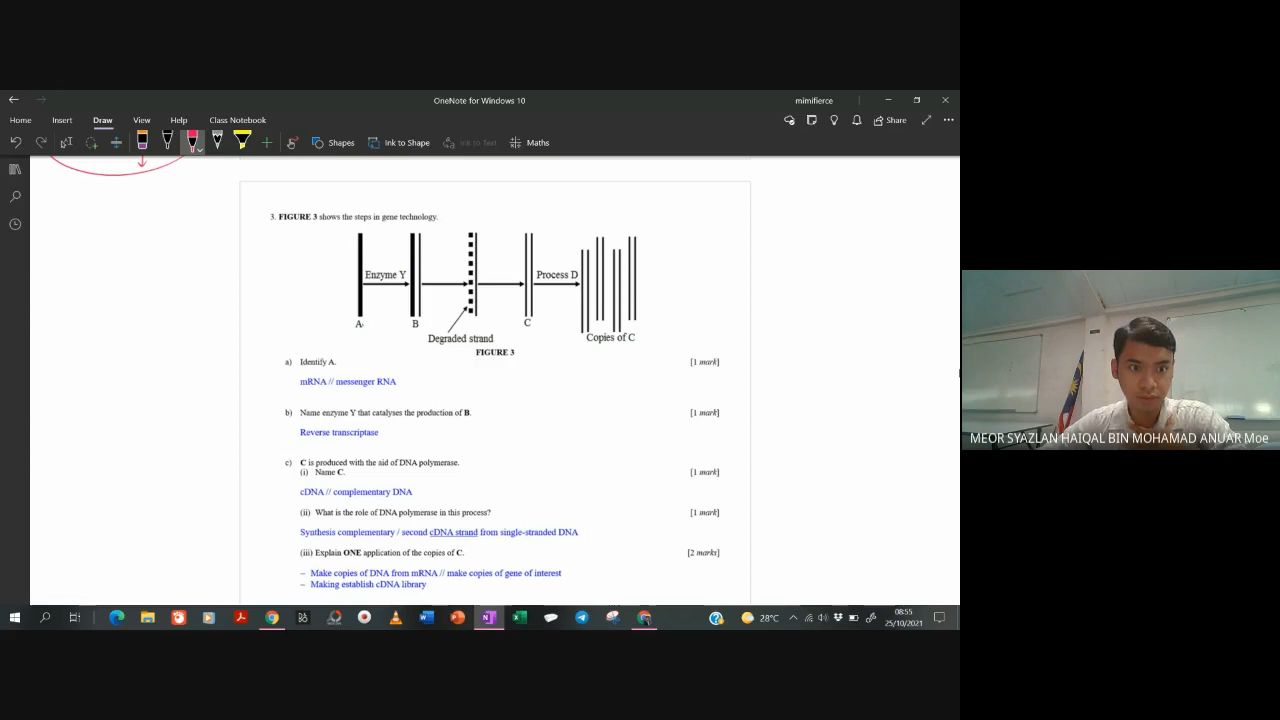 OneNote for Windows 10
mimifierce
Home Insert Draw View Help Class Notebook
Share
Shapes Ink to Shape Ink to Text Maths
3. FIGURE 3 shows the steps in gene technology.
Enzyme Y Process D
A B C
Degraded strand Copies of C
FIGURE 3
a) Identify A. [1 mark]
mRNA // messenger RNA
b) Name enzyme Y that catalyses the production of B. [1 mark]
Reverse transcriptase
c) C is produced with the aid of DNA polymerase.
(i) Name C. [1 mark]
cDNA // complementary DNA
(ii) What is the role of DNA polymerase in this process? [1 mark]
Synthesis complementary / second cDNA strand from single-stranded DNA
(iii) Explain ONE application of the copies of C. [2 marks]
– Make copies of DNA from mRNA // make copies of gene of interest
– Making establish cDNA library
28°C
08:55
25/10/2021
MEOR SYAZLAN HAIQAL BIN MOHAMAD ANUAR Moe